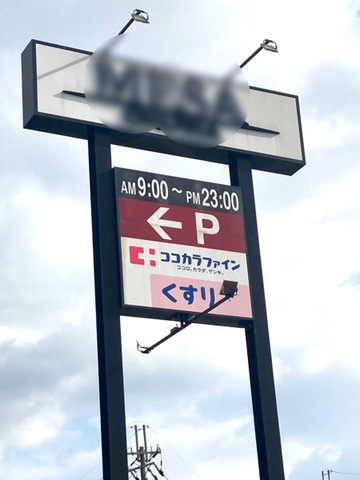 AM9:00～PM23:00
←P
ココカラファイン
ココロ、カラダ、ゲンキ。
くすり